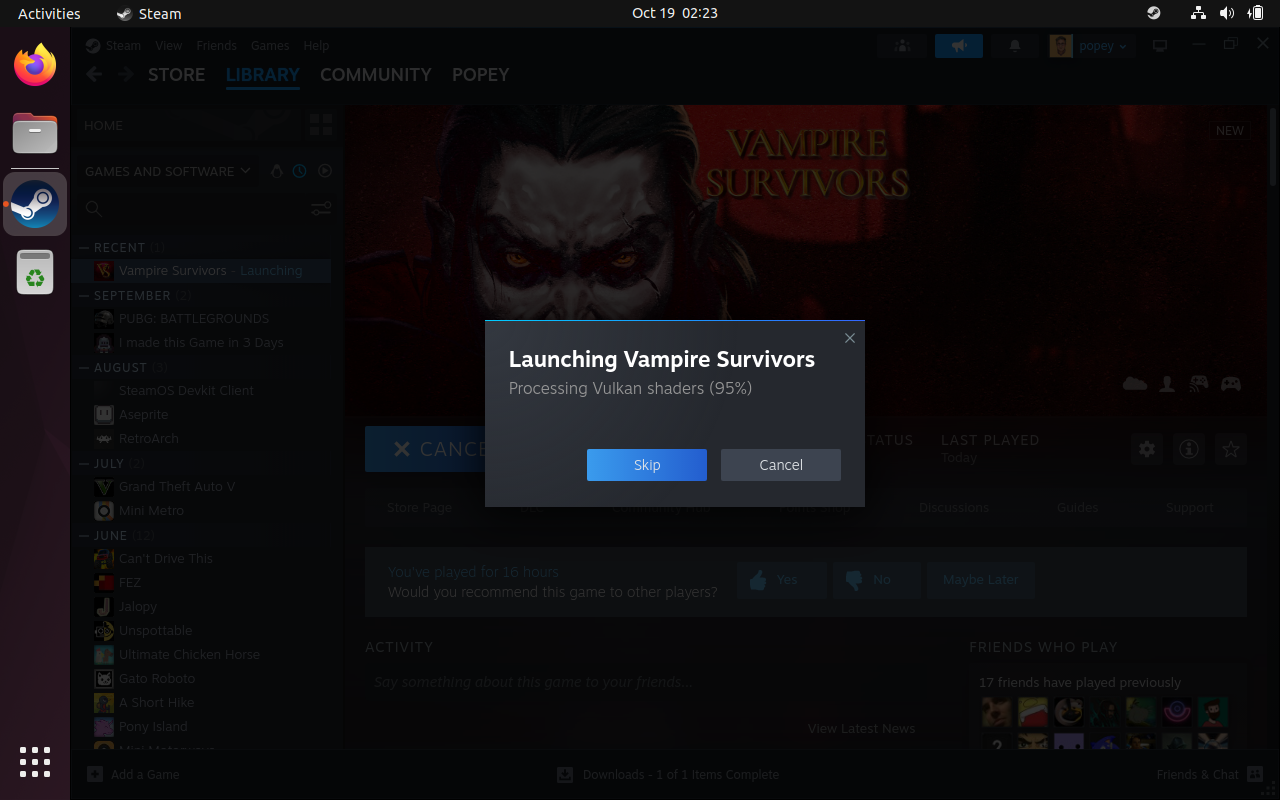 Activities Steam Oct 19 02:23
Steam View Friends Games Help popey
STORE LIBRARY COMMUNITY POPEY
HOME
GAMES AND SOFTWARE
RECENT (1)
Vampire Survivors - Launching
SEPTEMBER (2)
PUBG: BATTLEGROUNDS
I made this Game in 3 Days
AUGUST (3)
SteamOS Devkit Client
Aseprite
RetroArch
JULY (2)
Grand Theft Auto V
Mini Metro
JUNE (12)
Can't Drive This
FEZ
Jalopy
Unspottable
Ultimate Chicken Horse
Gato Roboto
A Short Hike
Pony Island
VAMPIRE
SURVIVORS
NEW
Launching Vampire Survivors
Processing Vulkan shaders (95%)
Skip Cancel
CANCE
TATUS
LAST PLAYED
Today
Store Page Discussions Guides Support
You've played for 16 hours
Would you recommend this game to other players?
Yes No Maybe Later
ACTIVITY
Say something about this game to your friends...
View Latest News
FRIENDS WHO PLAY
17 friends have played previously
?
Add a Game Downloads - 1 of 1 Items Complete Friends & Chat